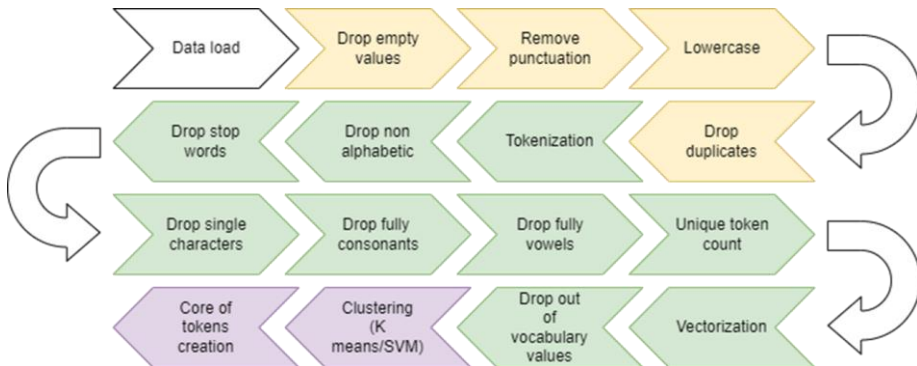 Data load
Drop empty
values
Remove
punctuation
Lowercase
Drop
duplicates
Tokenization
Drop non
alphabetic
Drop stop
words
Drop single
characters
Drop fully
consonants
Drop fully
vowels
Unique token
count
Vectorization
Drop out
of
vocabulary
values
Clustering
(K
means/SVM)
Core of
tokens
creation